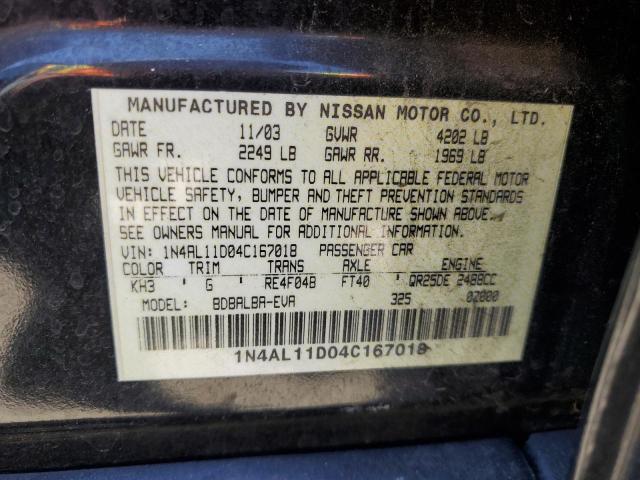 MANUFACTURED BY NISSAN MOTOR CO., LTD.
DATE 11/03 GVWR 4202 LB
GAWR FR. 2249 LB GAWR RR. 1969 LB
THIS VEHICLE CONFORMS TO ALL APPLICABLE FEDERAL MOTOR
VEHICLE SAFETY, BUMPER AND THEFT PREVENTION STANDARDS
IN EFFECT ON THE DATE OF MANUFACTURE SHOWN ABOVE.
SEE OWNERS MANUAL FOR ADDITIONAL INFORMATION.
VIN: 1N4AL11D04C167018 PASSENGER CAR
COLOR TRIM TRANS AXLE ENGINE
KH3 G RE4F04B FT40 QR25DE 2488CC
MODEL: BDBALBA-EVA 325 02000
1N4AL11D04C167018